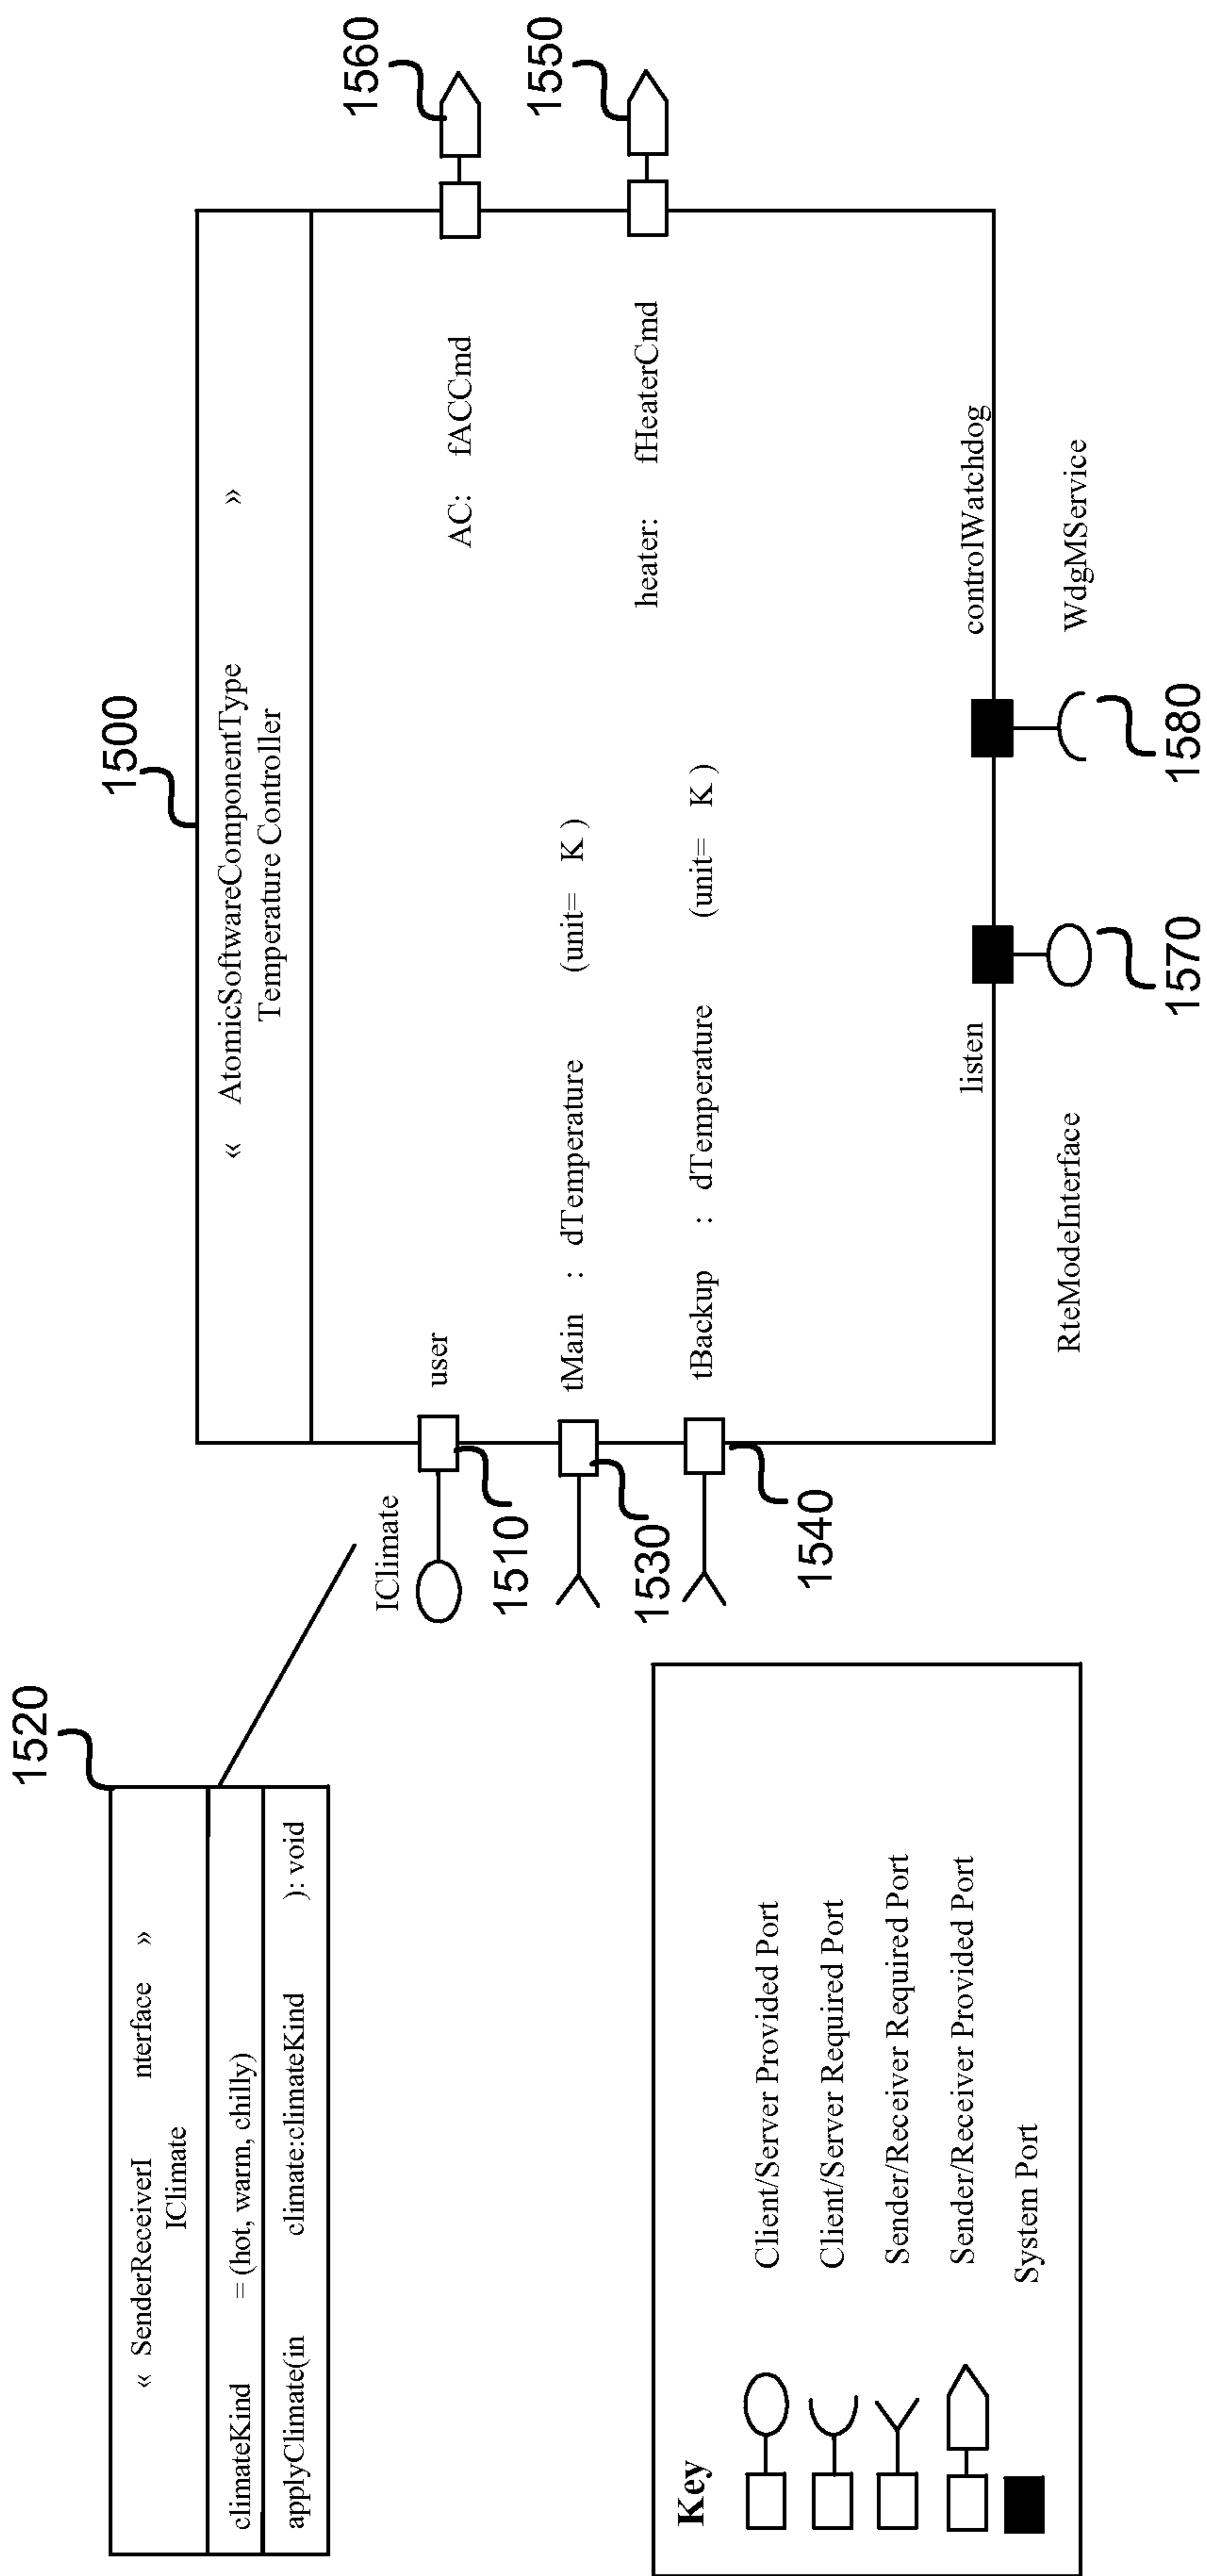 1520
« SenderReceiverI nterface »
IClimate
climateKind = (hot, warm, chilly)
applyClimate(in climate:climateKind ): void
1500
« AtomicSoftwareComponentType »
Temperature Controller
IClimate
user
1510
tMain : dTemperature (unit= K )
1530
tBackup : dTemperature (unit= K )
1540
AC: fACCmd
1560
heater: fHeaterCmd
1550
listen
RteModeInterface
1570
controlWatchdog
WdgMService
1580
Key
Client/Server Provided Port
Client/Server Required Port
Sender/Receiver Required Port
Sender/Receiver Provided Port
System Port